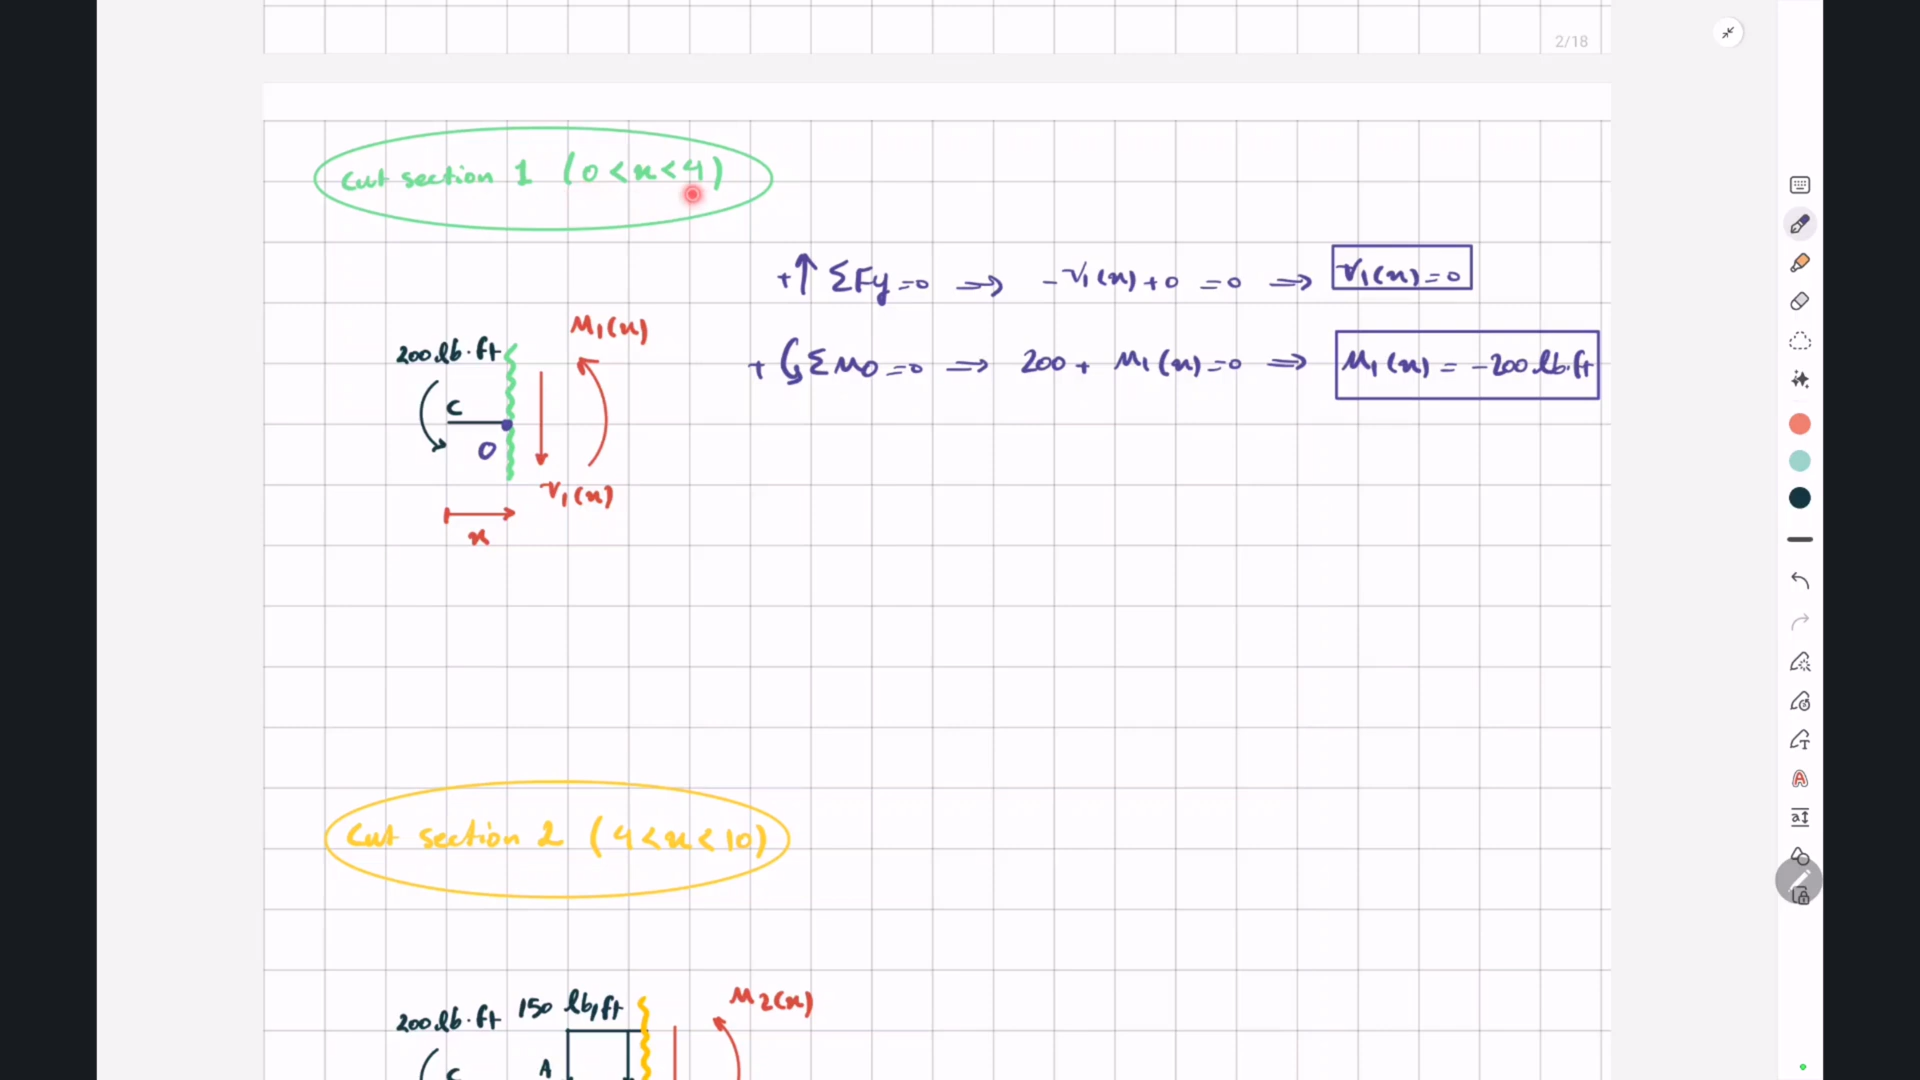 2/18
Cut section 1 (0<x<4)
+↑ ΣFy=0 → -V1(x)+0 =0 → V1(x)=0
M1(x)
200 lb·ft
+↺ ΣMO=0 → 200 + M1(x)=0 → M1(x) = -200 lb·ft
C
O
V1(x)
x
Cut section 2 (4<x<10)
200 lb·ft 150 lb/ft M2(x)
C A